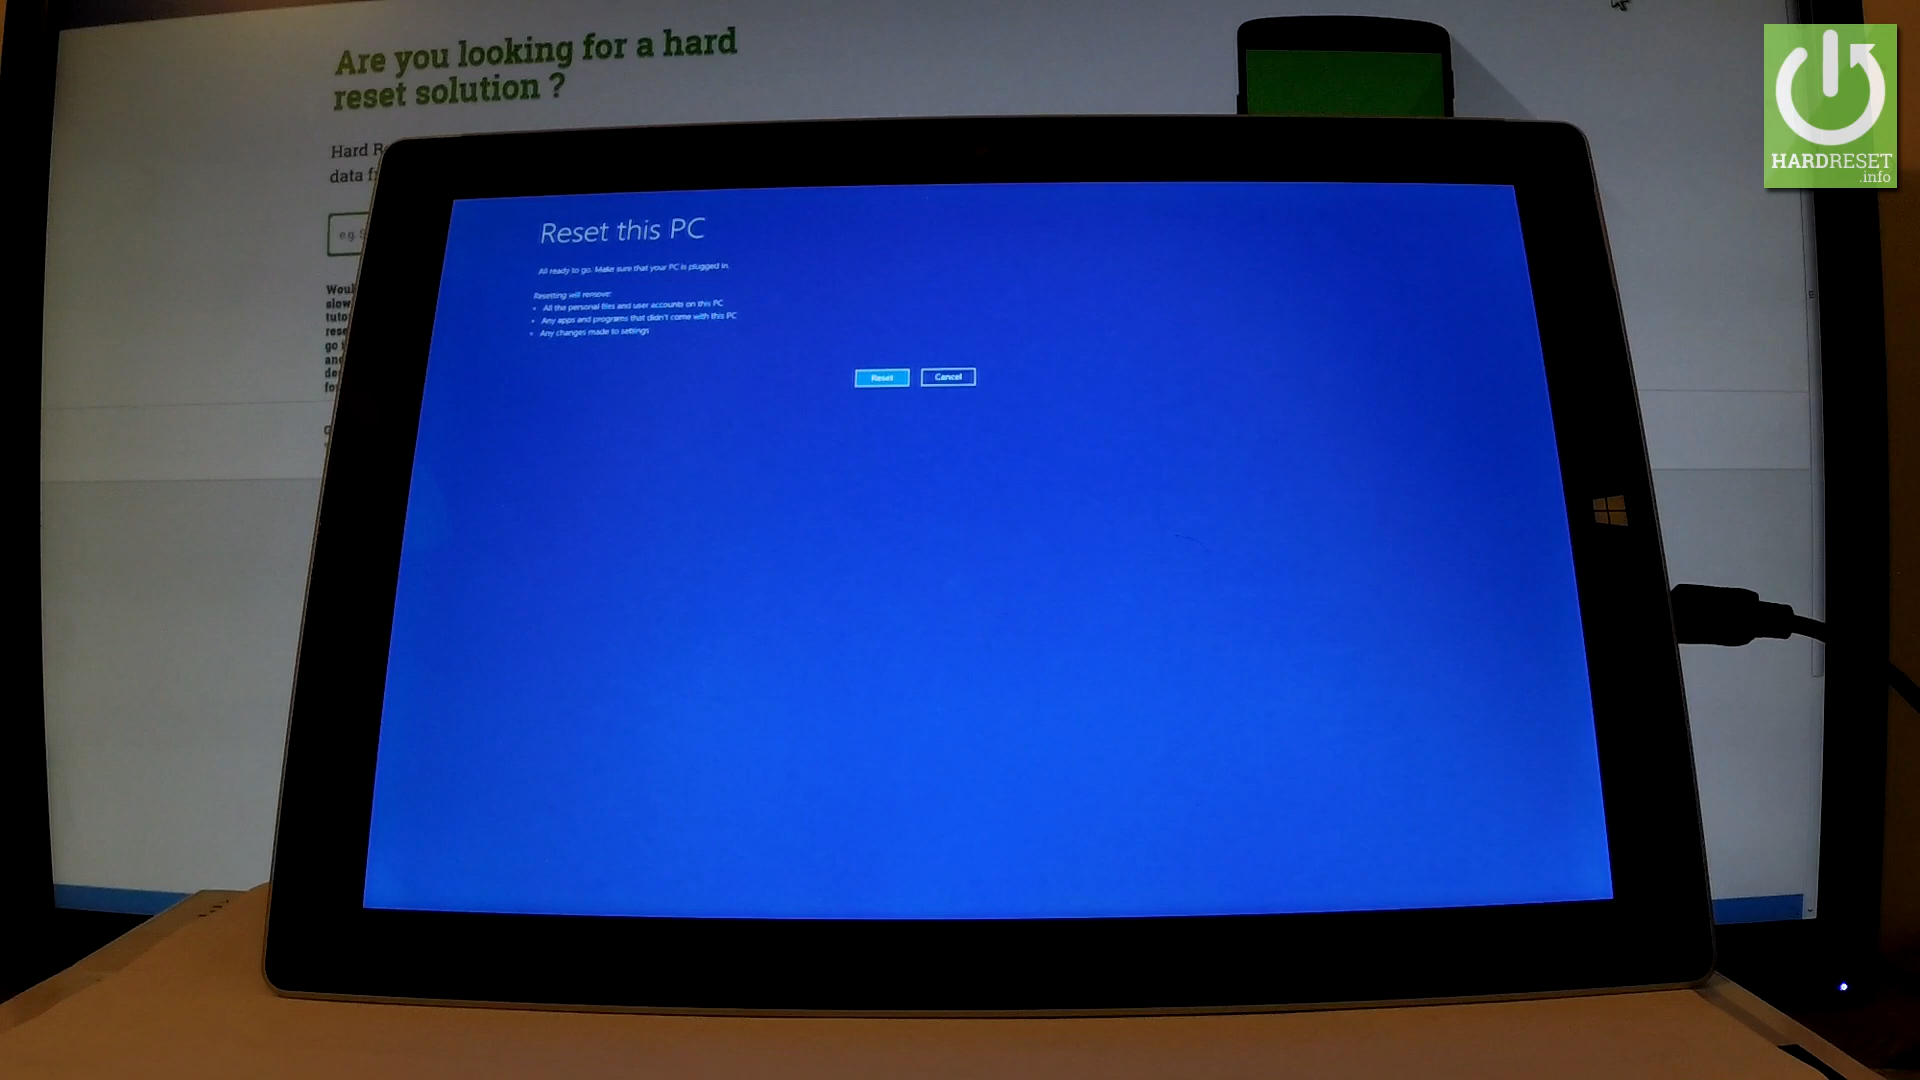 Are you looking for a hard
reset solution ?
HARDRESET
.info
Hard
data
e.g.
Reset this PC
All ready to go. Make sure that your PC is plugged in.
Resetting will remove:
• All the personal files and user accounts on this PC
• Any apps and programs that didn't come with this PC
• Any changes made to settings
Reset
Cancel